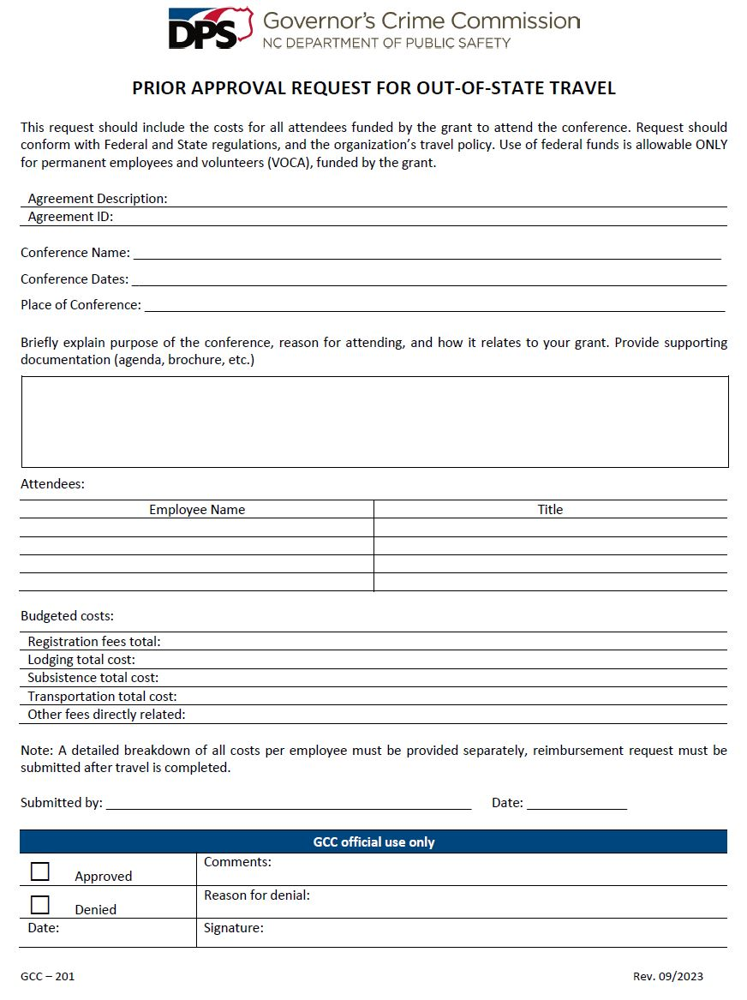 DPS
Governor's Crime Commission
NC DEPARTMENT OF PUBLIC SAFETY
PRIOR APPROVAL REQUEST FOR OUT-OF-STATE TRAVEL
This request should include the costs for all attendees funded by the grant to attend the conference. Request should
conform with Federal and State regulations, and the organization's travel policy. Use of federal funds is allowable ONLY
for permanent employees and volunteers (VOCA), funded by the grant.
Agreement Description:
Agreement ID:
Conference Name:
Conference Dates:
Place of Conference:
Briefly explain purpose of the conference, reason for attending, and how it relates to your grant. Provide supporting
documentation (agenda, brochure, etc.)
Attendees:
Employee Name Title
Budgeted costs:
Registration fees total:
Lodging total cost:
Subsistence total cost:
Transportation total cost:
Other fees directly related:
Note: A detailed breakdown of all costs per employee must be provided separately, reimbursement request must be
submitted after travel is completed.
Submitted by: Date:
GCC official use only
Approved
Comments:
Denied
Reason for denial:
Date:
Signature:
GCC – 201 Rev. 09/2023